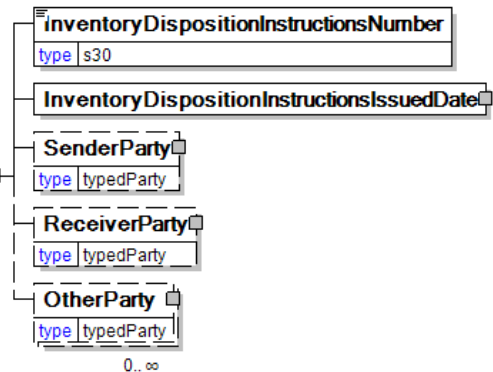 InventoryDispositionInstructionsNumber
type s30
InventoryDispositionInstructionsIssuedDate
SenderParty
type typedParty
ReceiverParty
type typedParty
OtherParty
type typedParty
0.. ∞